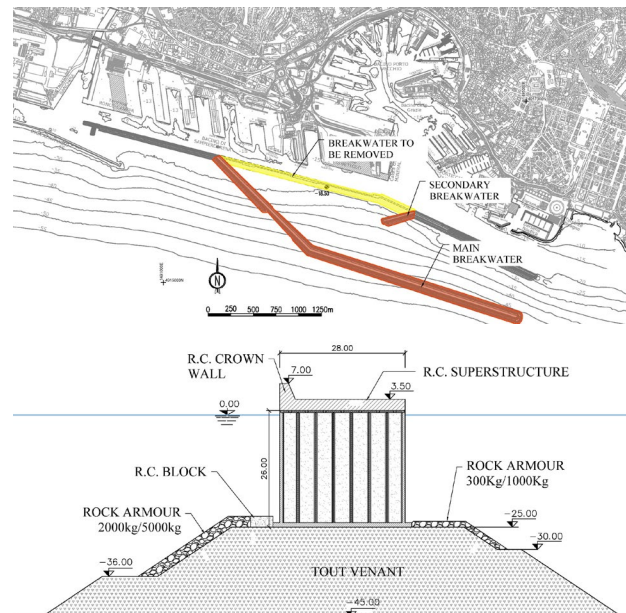 BREAKWATER TO
BE REMOVED
SECONDARY
BREAKWATER
MAIN
BREAKWATER
0 250 500 750 1000 1250m
28.00
R.C. CROWN
WALL
7.00
3.50
R.C. SUPERSTRUCTURE
0.00
26.00
R.C. BLOCK
ROCK ARMOUR
2000kg/5000kg
ROCK ARMOUR
300Kg/1000Kg
-25.00
-30.00
-36.00
TOUT VENANT
-45.00